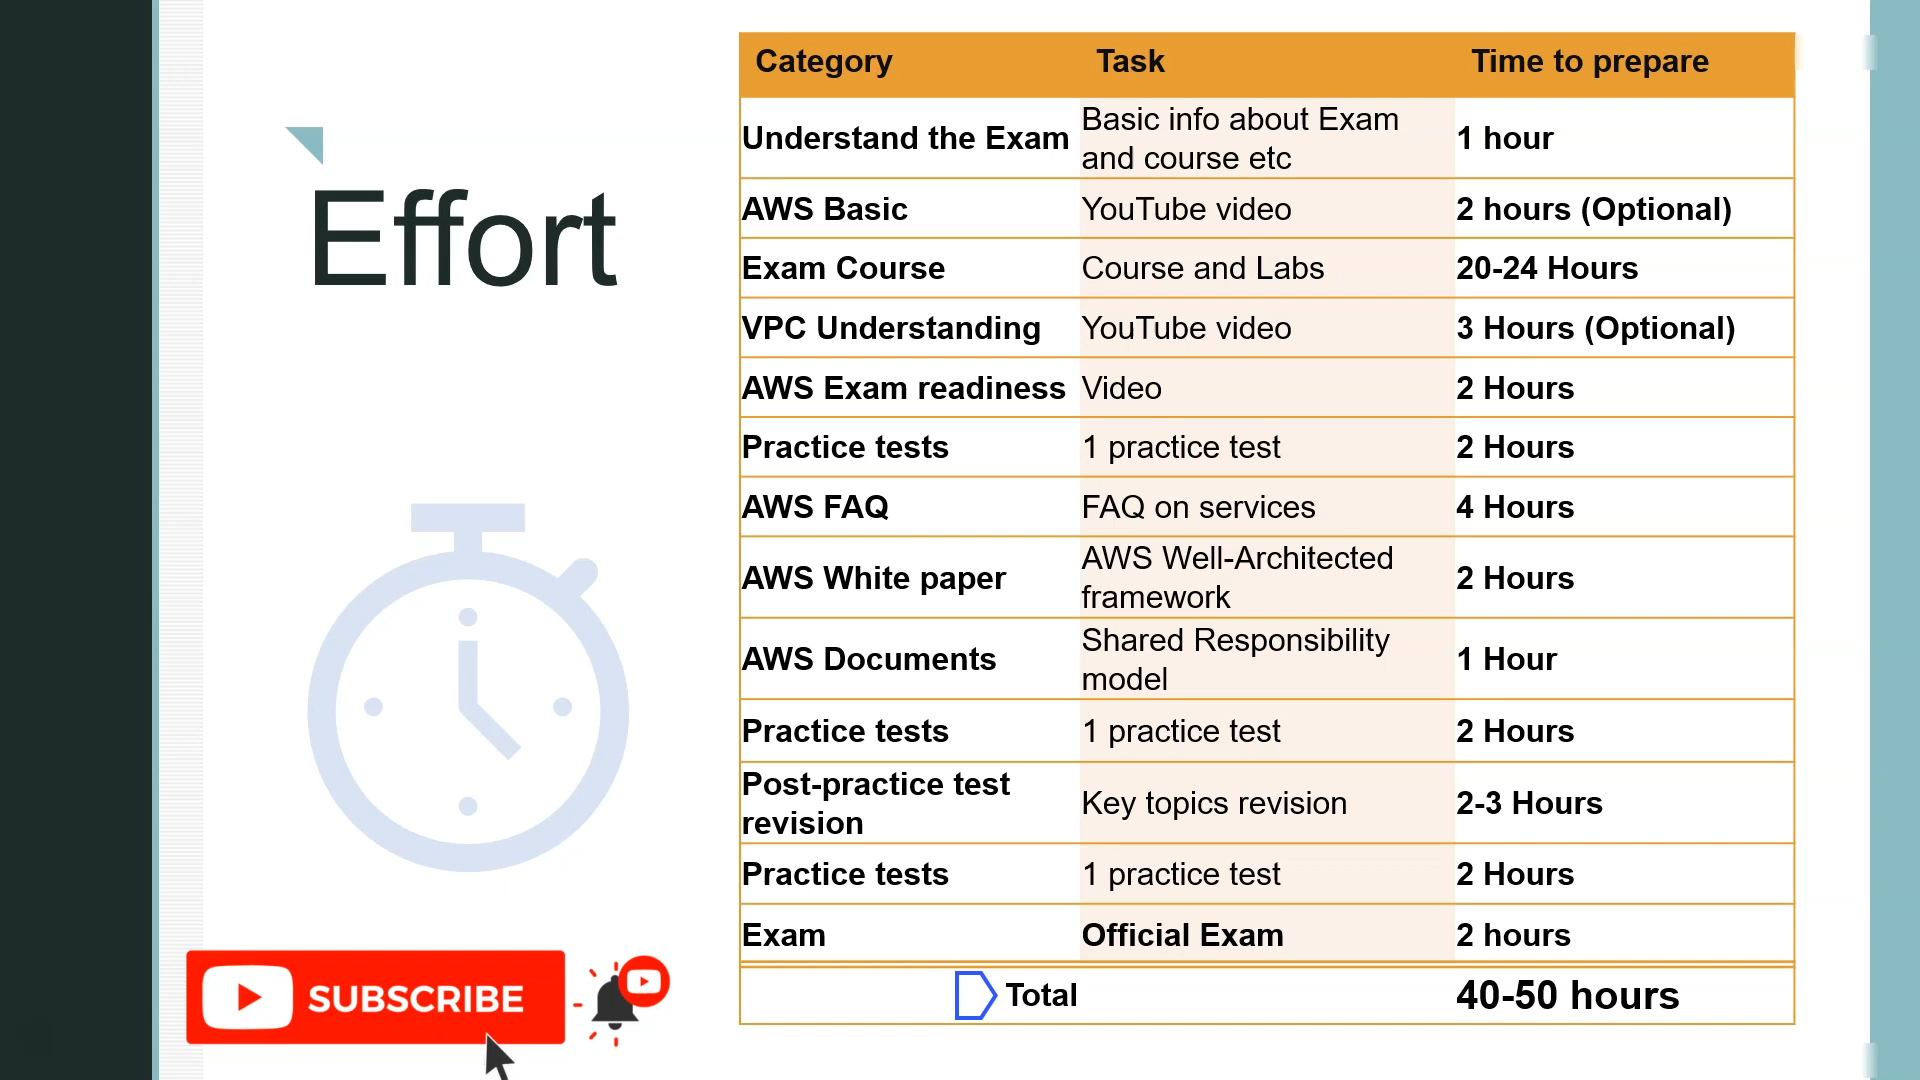 Effort
Category Task Time to prepare
Understand the Exam Basic info about Exam and course etc 1 hour
AWS Basic YouTube video 2 hours (Optional)
Exam Course Course and Labs 20-24 Hours
VPC Understanding YouTube video 3 Hours (Optional)
AWS Exam readiness Video 2 Hours
Practice tests 1 practice test 2 Hours
AWS FAQ FAQ on services 4 Hours
AWS White paper AWS Well-Architected framework 2 Hours
AWS Documents Shared Responsibility model 1 Hour
Practice tests 1 practice test 2 Hours
Post-practice test revision Key topics revision 2-3 Hours
Practice tests 1 practice test 2 Hours
Exam Official Exam 2 hours
Total 40-50 hours
SUBSCRIBE